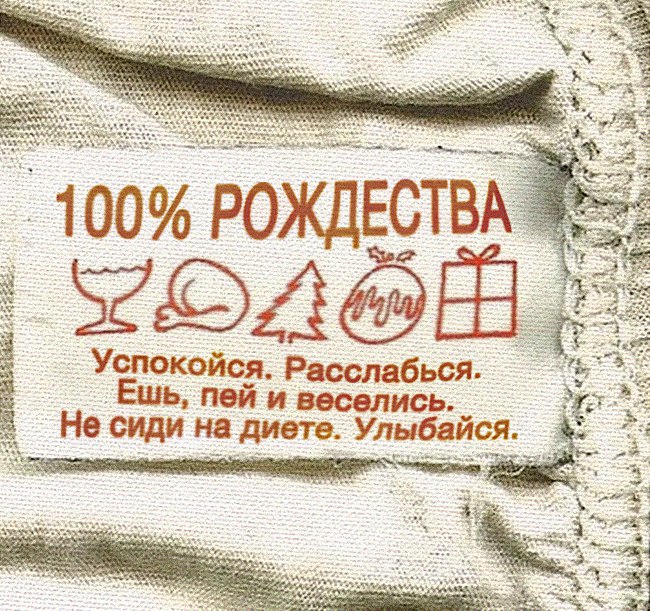 100% РОЖДЕСТВА
Успокойся. Расслабься.
Ешь, пей и веселись.
Не сиди на диете. Улыбайся.